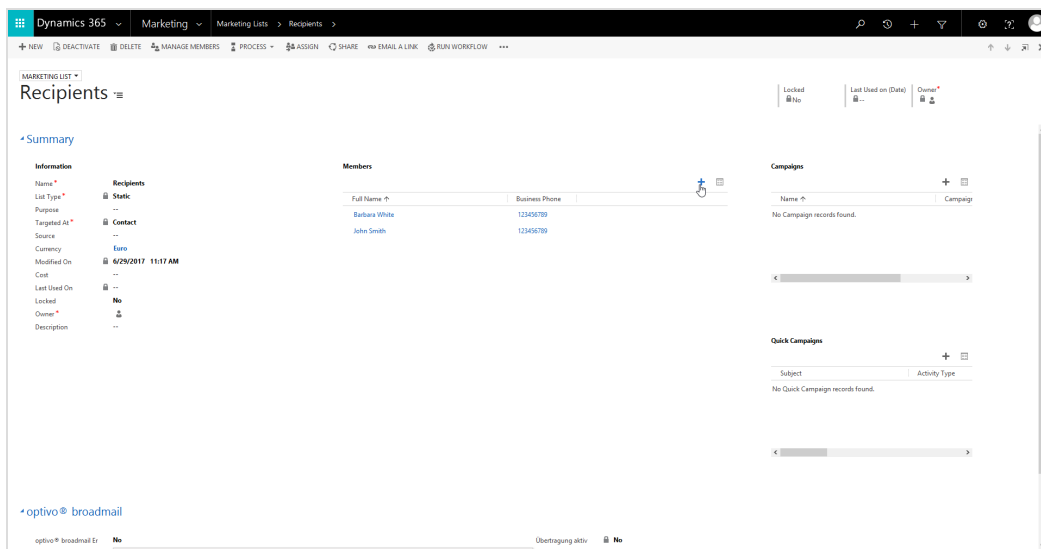 Dynamics 365 Marketing Marketing Lists > Recipients >
+ NEW DEACTIVATE DELETE MANAGE MEMBERS PROCESS ASSIGN SHARE EMAIL A LINK RUN WORKFLOW •••
MARKETING LIST
Recipients
Locked Last Used on (Date) Owner*
No --
Summary
Information
Name* Recipients
List Type* Static
Purpose --
Targeted At* Contact
Source --
Currency Euro
Modified On 6/29/2017 11:17 AM
Cost --
Last Used On --
Locked No
Owner*
Description --
Members
Full Name Business Phone
Barbara White 123456789
John Smith 123456789
Campaigns
Name Campaigr
No Campaign records found.
Quick Campaigns
Subject Activity Type
No Quick Campaign records found.
optivo® broadmail
optivo® broadmail Er No
Übertragung aktiv No